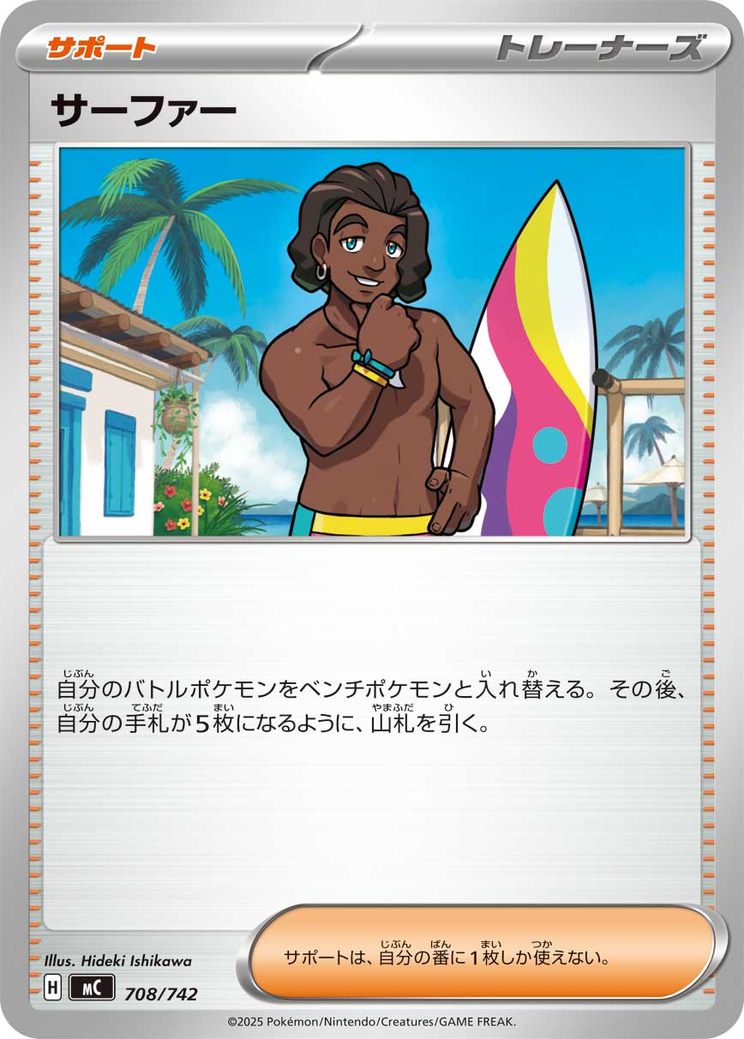 サポート
トレーナーズ
サーファー
自分のバトルポケモンをベンチポケモンと入れ替える。その後、
自分の手札が5枚になるように、山札を引く。
サポートは、自分の番に1枚しか使えない。
Illus. Hideki Ishikawa
H MC 708/742
©2025 Pokémon/Nintendo/Creatures/GAME FREAK.